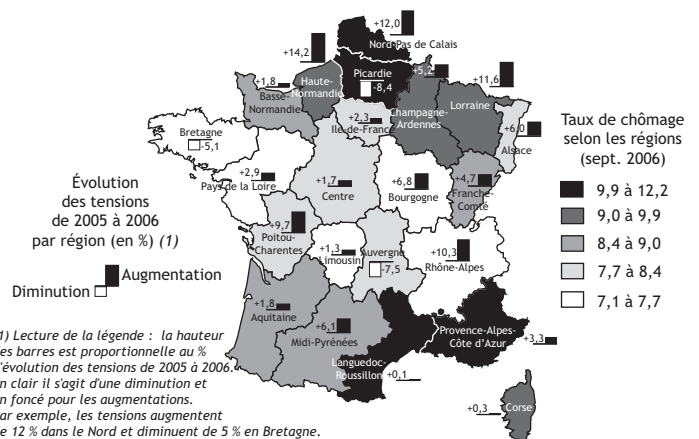 +12,0
Nord-Pas de Calais
+14,2
Picardie
-8,4
+5,2
+11,6
+1,8
Haute-
Normandie
Basse-
Normandie
Champagne-
Ardennes
Lorraine
+2,3
Ile-de-France
+6,0
Alsace
Bretagne
-5,1
+2,9
Pays de la Loire
+1,7
Centre
+6,8
Bourgogne
+4,7
Franche-
Comté
+9,7
Poitou-
Charentes
+1,3
Limousin
Auvergne
-7,5
+10,3
Rhône-Alpes
+1,8
Aquitaine
+6,1
Midi-Pyrénées
Languedoc-
Roussillon
+0,1
Provence-Alpes-
Côte d'Azur
+3,3
+0,3
Corse
Taux de chômage
selon les régions
(sept. 2006)
9,9 à 12,2
9,0 à 9,9
8,4 à 9,0
7,7 à 8,4
7,1 à 7,7
Évolution
des tensions
de 2005 à 2006
par région (en %) (1)
Augmentation
Diminution
1) Lecture de la légende : la hauteur
des barres est proportionnelle au %
d'évolution des tensions de 2005 à 2006.
En clair il s'agit d'une diminution et
en foncé pour les augmentations.
Par exemple, les tensions augmentent
de 12 % dans le Nord et diminuent de 5 % en Bretagne.